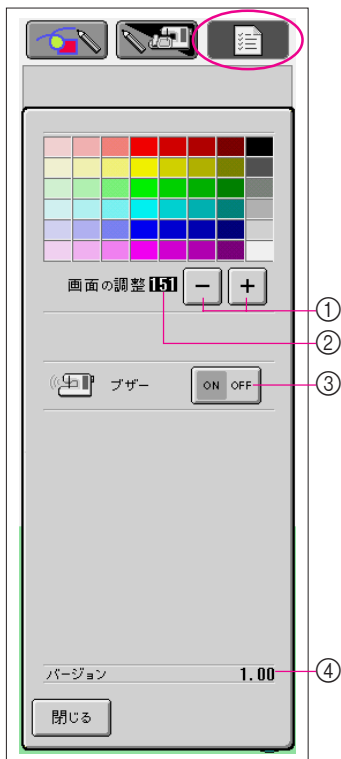 画面の調整 151 − +
①
②
ブザー ON OFF ③
バージョン 1.00 ④
閉じる